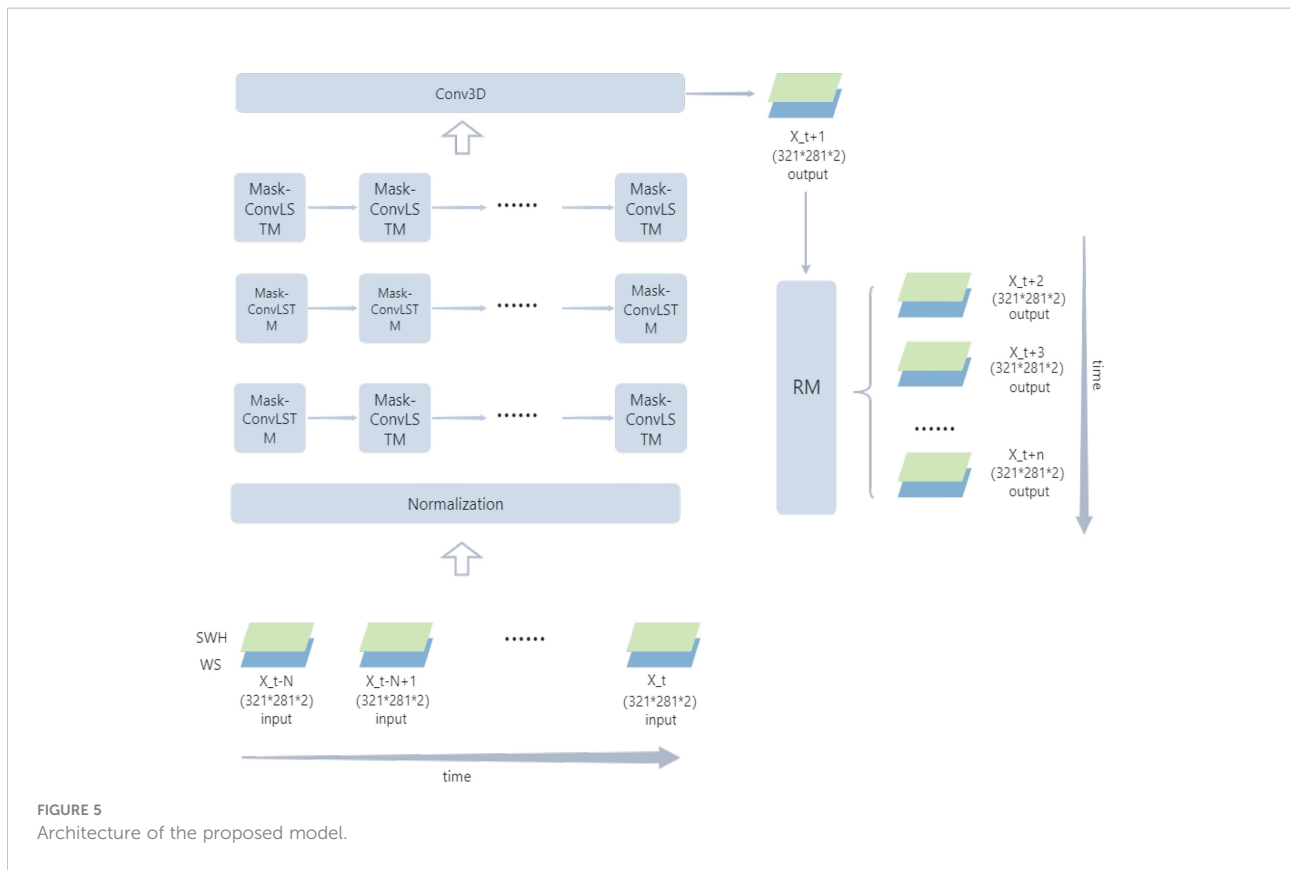 Conv3D
X_t+1
(321*281*2)
output
Mask-
ConvLS
TM
Mask-
ConvLS
TM
......
Mask-
ConvLS
TM
Mask-
ConvLST
M
Mask-
ConvLST
M
......
Mask-
ConvLST
M
Mask-
ConvLST
M
Mask-
ConvLS
TM
......
Mask-
ConvLS
TM
Normalization
RM
X_t+2
(321*281*2)
output
X_t+3
(321*281*2)
output
......
X_t+n
(321*281*2)
output
time
SWH
WS
......
X_t-N
(321*281*2)
input
X_t-N+1
(321*281*2)
input
X_t
(321*281*2)
input
time
FIGURE 5
Architecture of the proposed model.